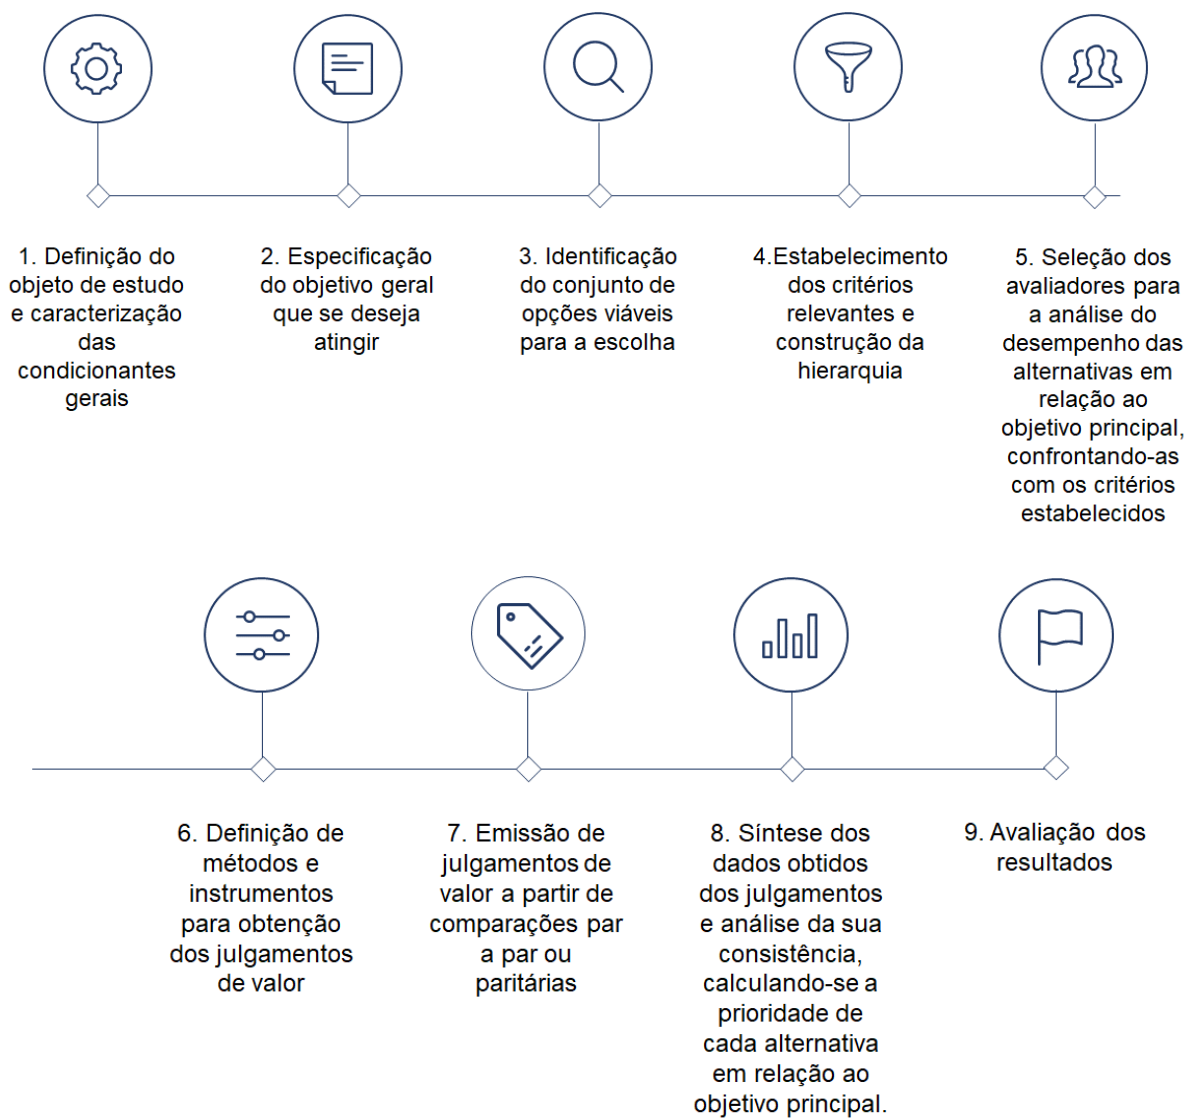 1. Definição do
objeto de estudo
e caracterização
das
condicionantes
gerais
2. Especificação
do objetivo geral
que se deseja
atingir
3. Identificação
do conjunto de
opções viáveis
para a escolha
4.Estabelecimento
dos critérios
relevantes e
construção da
hierarquia
5. Seleção dos
avaliadores para
a análise do
desempenho das
alternativas em
relação ao
objetivo principal,
confrontando-as
com os critérios
estabelecidos
6. Definição de
métodos e
instrumentos
para obtenção
dos julgamentos
de valor
7. Emissão de
julgamentos de
valor a partir de
comparações par
a par ou
paritárias
8. Síntese dos
dados obtidos
dos julgamentos
e análise da sua
consistência,
calculando-se a
prioridade de
cada alternativa
em relação ao
objetivo principal.
9. Avaliação dos
resultados